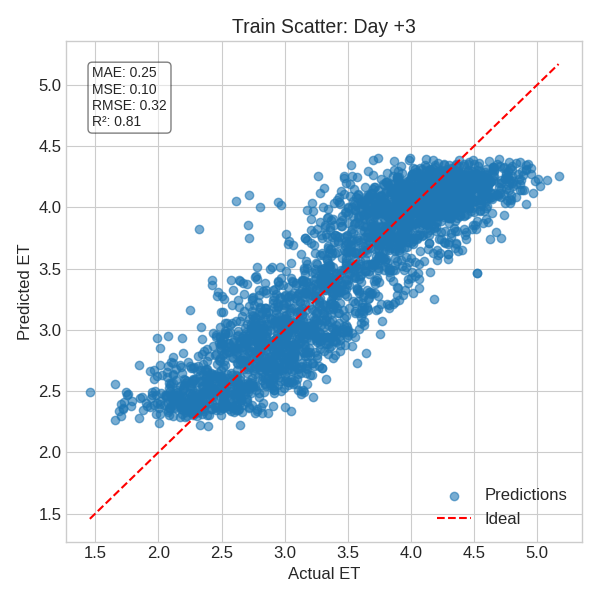 Train Scatter: Day +3
MAE: 0.25
MSE: 0.10
RMSE: 0.32
R²: 0.81
Predicted ET
5.0
4.5
4.0
3.5
3.0
2.5
2.0
1.5
Predictions
Ideal
1.5 2.0 2.5 3.0 3.5 4.0 4.5 5.0
Actual ET